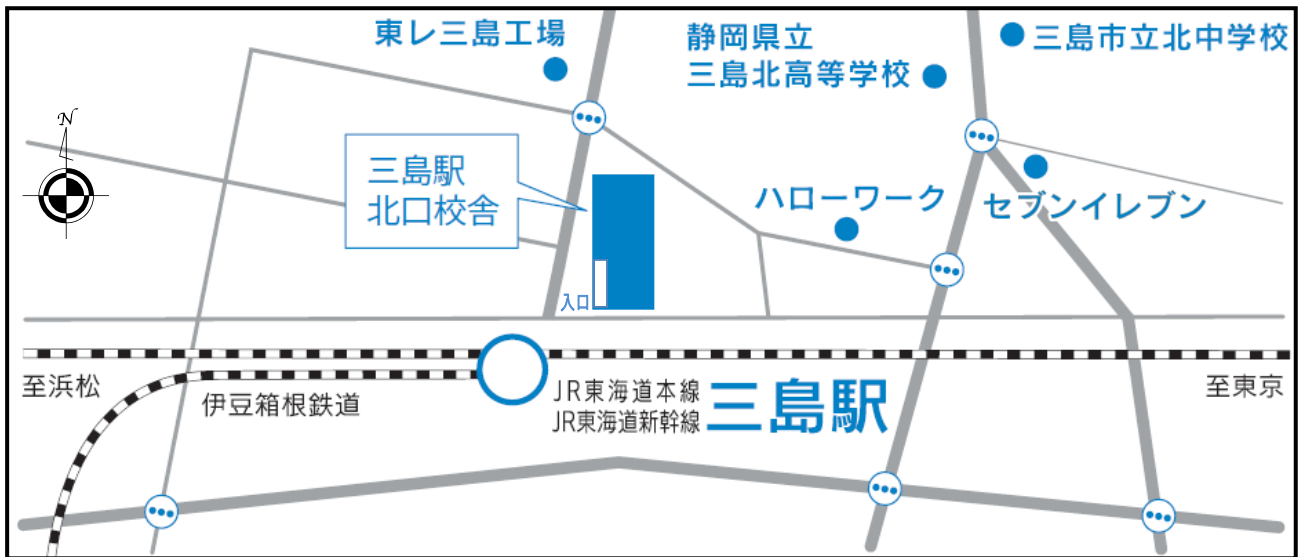 東レ三島工場
静岡県立
三島北高等学校
三島市立北中学校
N
三島駅
北口校舎
ハローワーク
セブンイレブン
入口
至浜松
伊豆箱根鉄道
JR東海道本線
JR東海道新幹線
三島駅
至東京